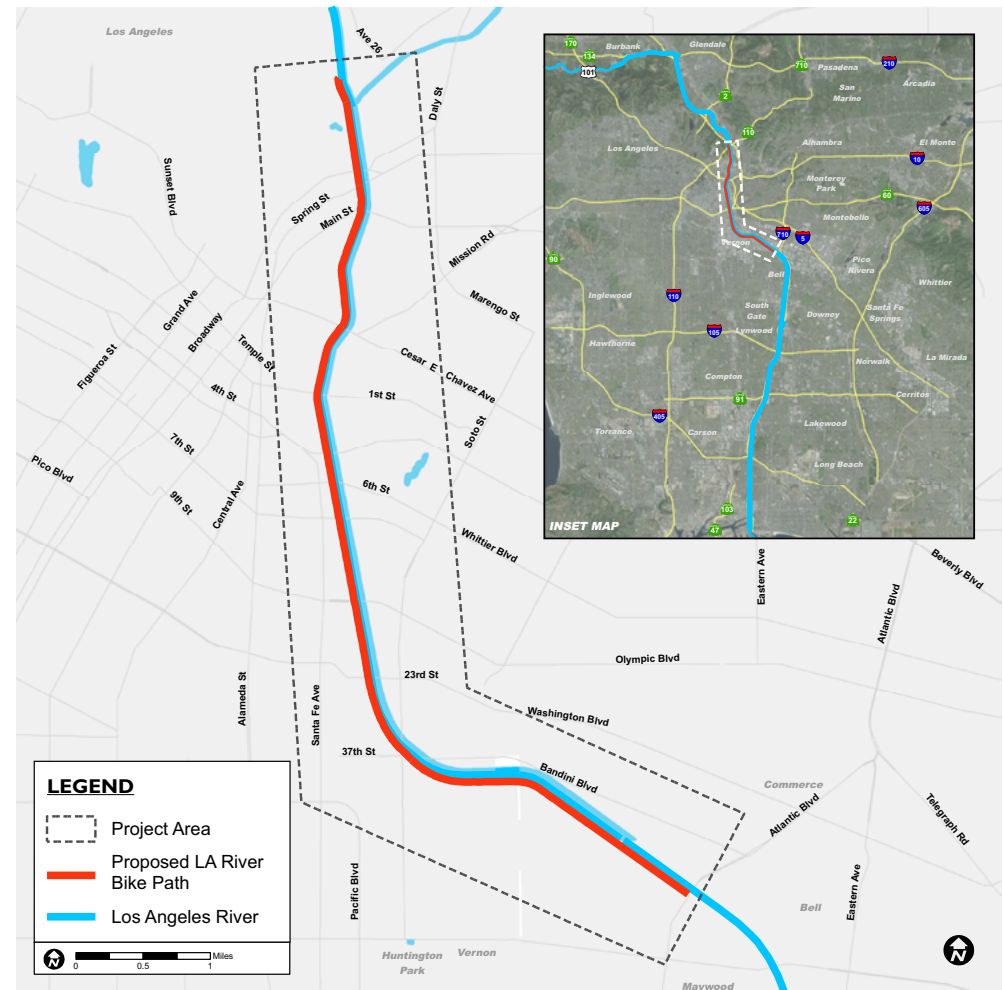 Los Angeles
Ave 26
Daly St
Sunset Blvd
Spring St
Main St
Mission Rd
Marengo St
Grand Ave
Broadway
Figueroa St
Temple St
Cesar E
Chavez Ave
4th St
1st St
Soto St
7th St
Pico Blvd
9th St
Central Ave
6th St
Whittier Blvd
Eastern Ave
Beverly Blvd
Atlantic Blvd
Olympic Blvd
23rd St
Alameda St
Santa Fe Ave
Washington Blvd
37th St
Bandini Blvd
Commerce
Atlantic Blvd
Telegraph Rd
Pacific Blvd
Eastern Ave
Bell
Huntington
Park
Vernon
Maywood
N
LEGEND
Project Area
Proposed LA River
Bike Path
Los Angeles River
N
0 0.5 1 Miles
170
Burbank
Glendale
134
101
710
Pasadena
210
San
Marino
Arcadia
2
110
Los Angeles
Alhambra
El Monte
10
Monterey
Park
60
605
Montebello
710
5
Vernon
90
Bell
Pico
Rivera
Whittier
Inglewood
110
South
Gate
Downey
Santa Fe
Springs
105
Lynwood
Hawthorne
Norwalk
La Mirada
Compton
91
Cerritos
405
Torrance
Carson
Lakewood
Long Beach
103
47
22
INSET MAP